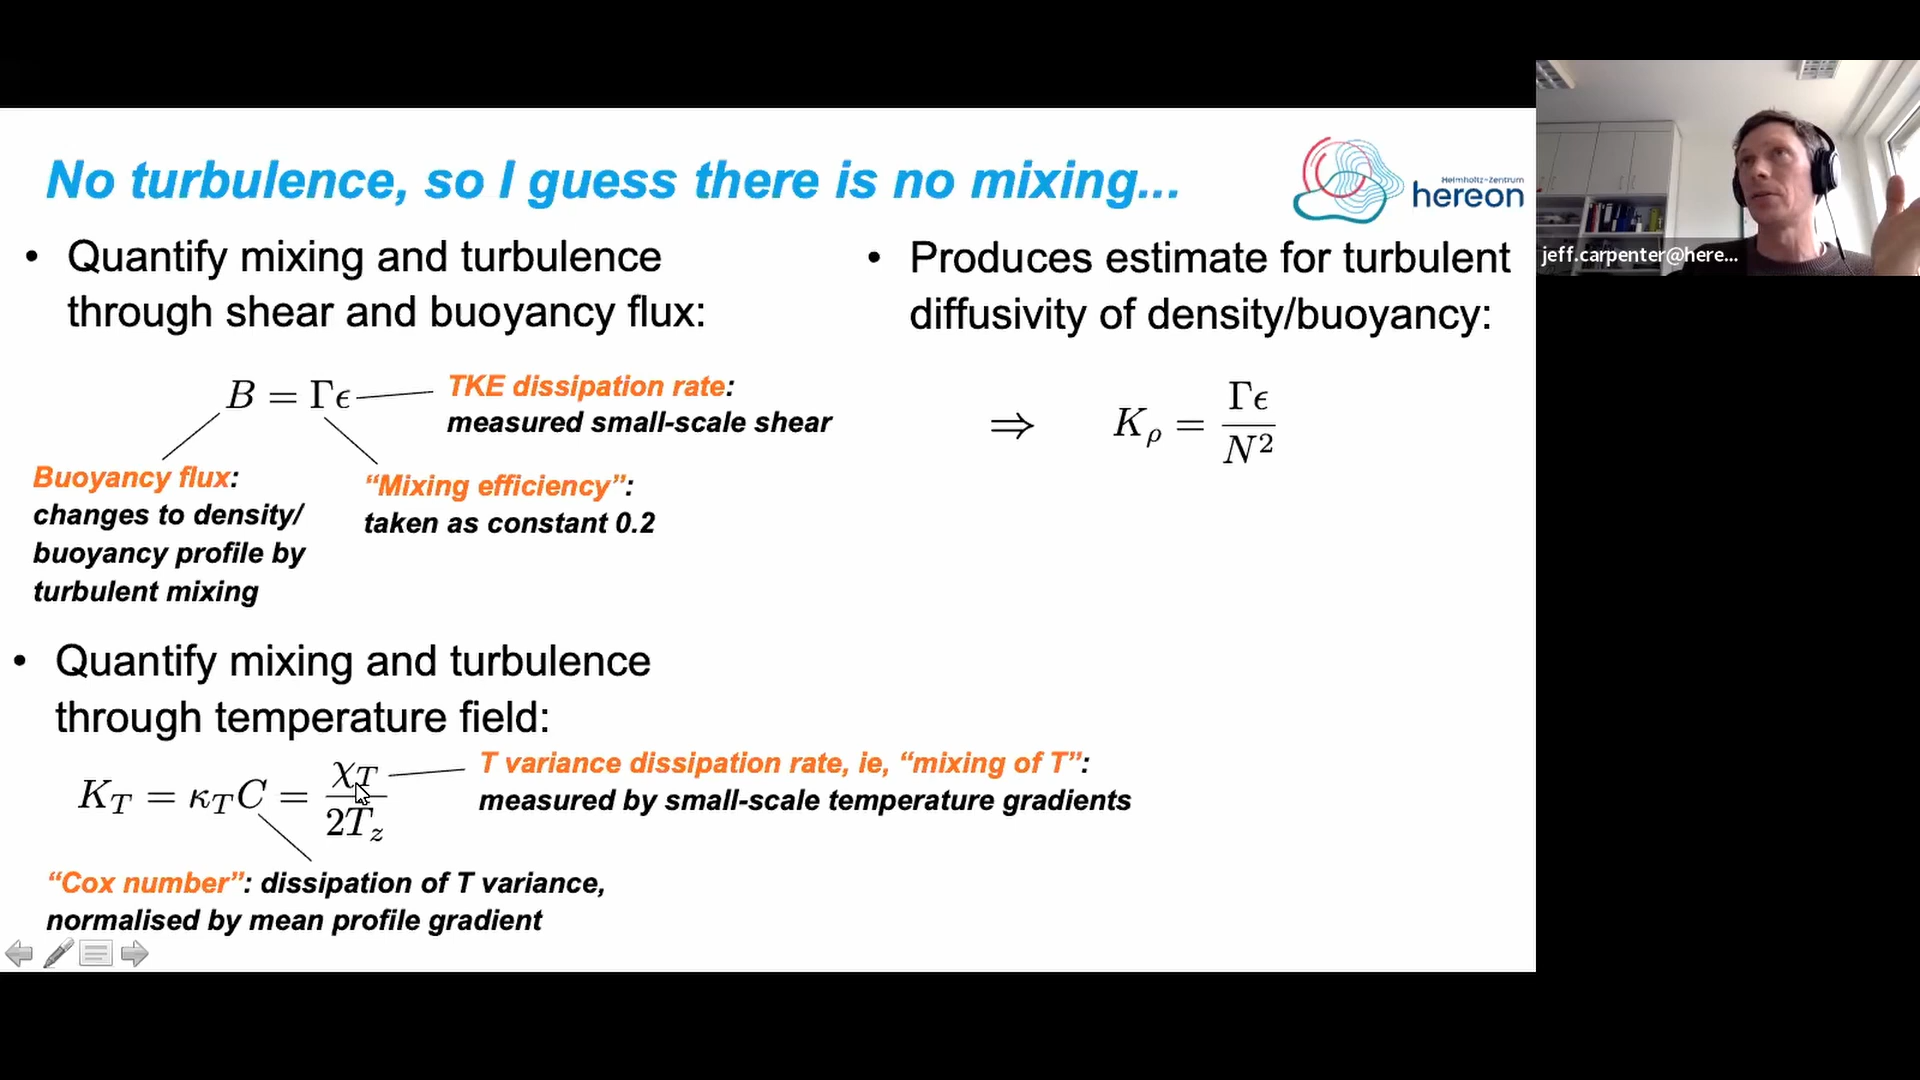 No turbulence, so I guess there is no mixing...
Helmholtz-Zentrum
hereon
jeff.carpenter@here...
• Quantify mixing and turbulence
through shear and buoyancy flux:
B = Γϵ
TKE dissipation rate:
measured small-scale shear
Buoyancy flux:
changes to density/
buoyancy profile by
turbulent mixing
“Mixing efficiency”:
taken as constant 0.2
• Produces estimate for turbulent
diffusivity of density/buoyancy:
⇒ K_ρ = Γϵ / N²
• Quantify mixing and turbulence
through temperature field:
K_T = κ_T C = χ_T / 2T_z
T variance dissipation rate, ie, “mixing of T”:
measured by small-scale temperature gradients
“Cox number”: dissipation of T variance,
normalised by mean profile gradient